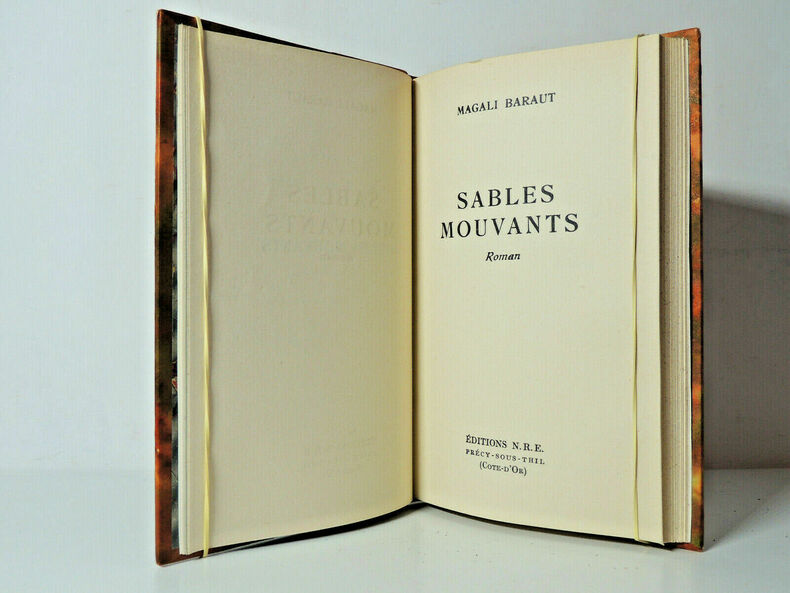 MAGALI BARAUT
SABLES
MOUVANTS
Roman
ÉDITIONS N.R.E.
PRÉCY-SOUS-THIL
(COTE-D'OR)